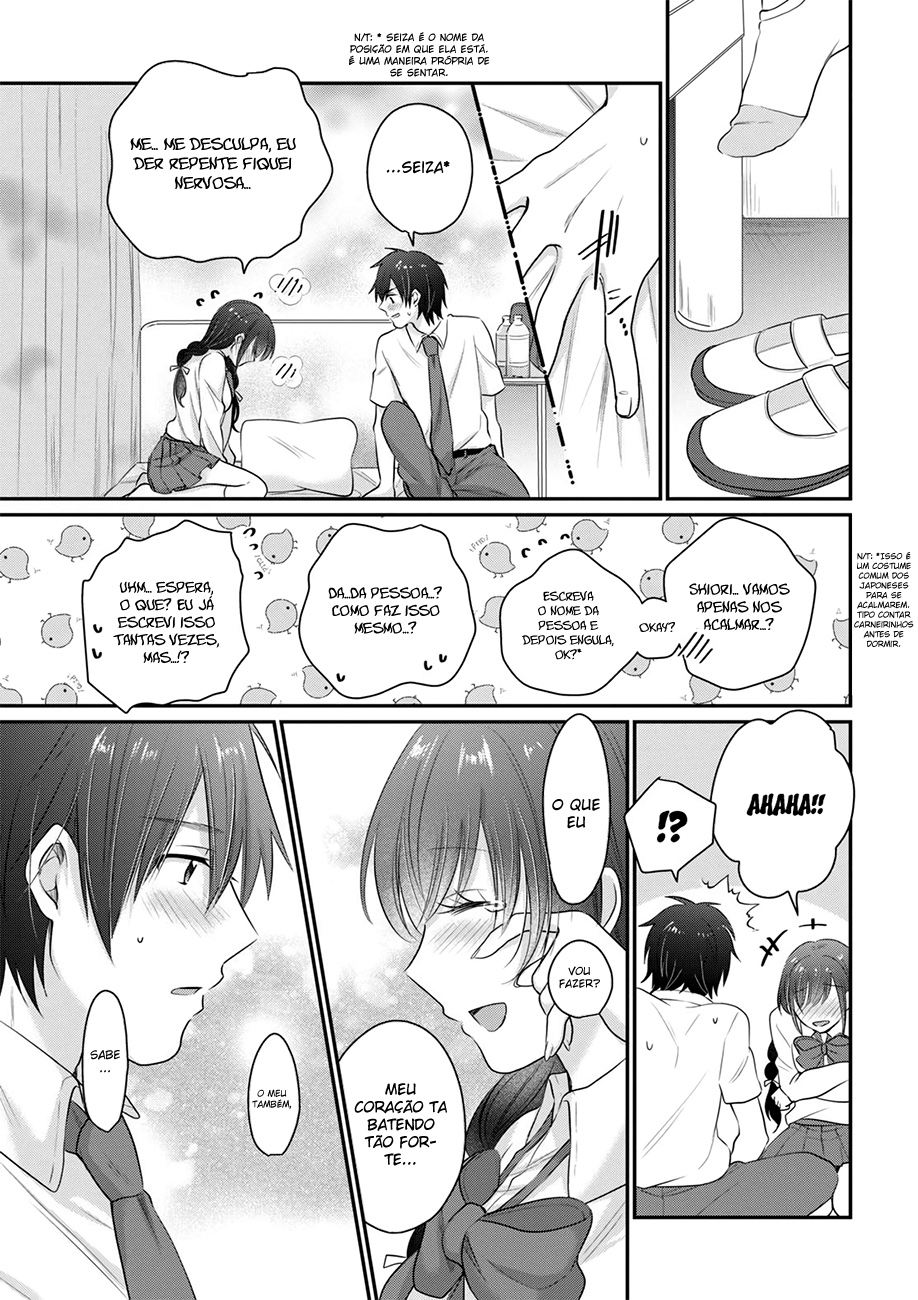 N/T: * SEIZA É O NOME DA
POSIÇÃO EM QUE ELA ESTÁ.
É UMA MANEIRA PRÓPRIA DE
SE SENTAR.
...SEIZA*
ME... ME DESCULPA, EU
DER REPENTE FIQUEI
NERVOSA...
N/T: *ISSO É
UM COSTUME
COMUM DOS
JAPONESES
PARA SE
ACALMAREM.
TIPO CONTAR
CARNEIRINHOS
ANTES DE
DORMIR.
SHIORI... VAMOS
APENAS NOS
ACALMAR...?
OKAY?
ESCREVA
O NOME DA
PESSOA E
DEPOIS ENGULA,
OK?*
DA...DA PESSOA...?
COMO FAZ ISSO
MESMO...?
UHM... ESPERA,
O QUE? EU JÁ
ESCREVI ISSO
TANTAS VEZES,
MAS...!?
AHAHA!!
!?
O QUE
EU
VOU
FAZER?
MEU
CORAÇÃO TA
BATENDO
TÃO FOR-
TE...
O MEU
TAMBÉM,
SABE
...